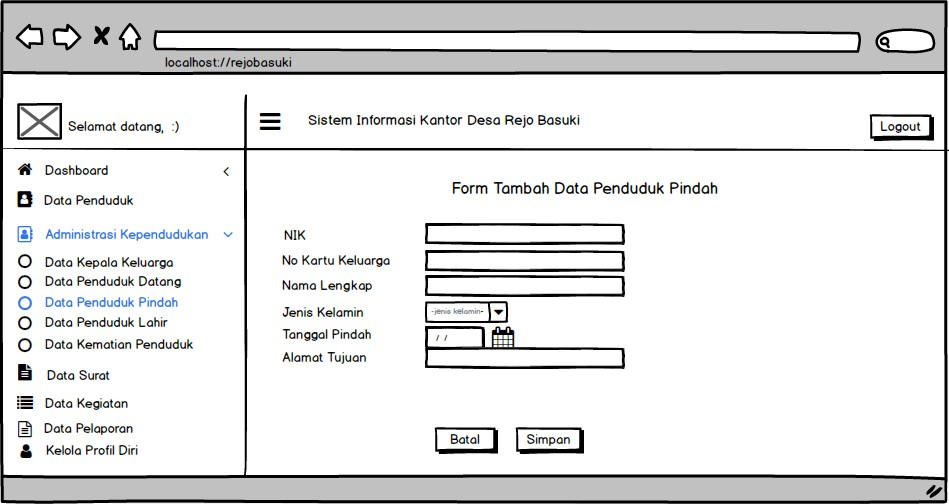 localhost://rejobasuki
Selamat datang, :)
Sistem Informasi Kantor Desa Rejo Basuki
Logout
Dashboard
Data Penduduk
Administrasi Kependudukan
Data Kepala Keluarga
Data Penduduk Datang
Data Penduduk Pindah
Data Penduduk Lahir
Data Kematian Penduduk
Data Surat
Data Kegiatan
Data Pelaporan
Kelola Profil Diri
Form Tambah Data Penduduk Pindah
NIK
No Kartu Keluarga
Nama Lengkap
Jenis Kelamin
-jenis kelamin-
Tanggal Pindah
/ /
Alamat Tujuan
Batal
Simpan